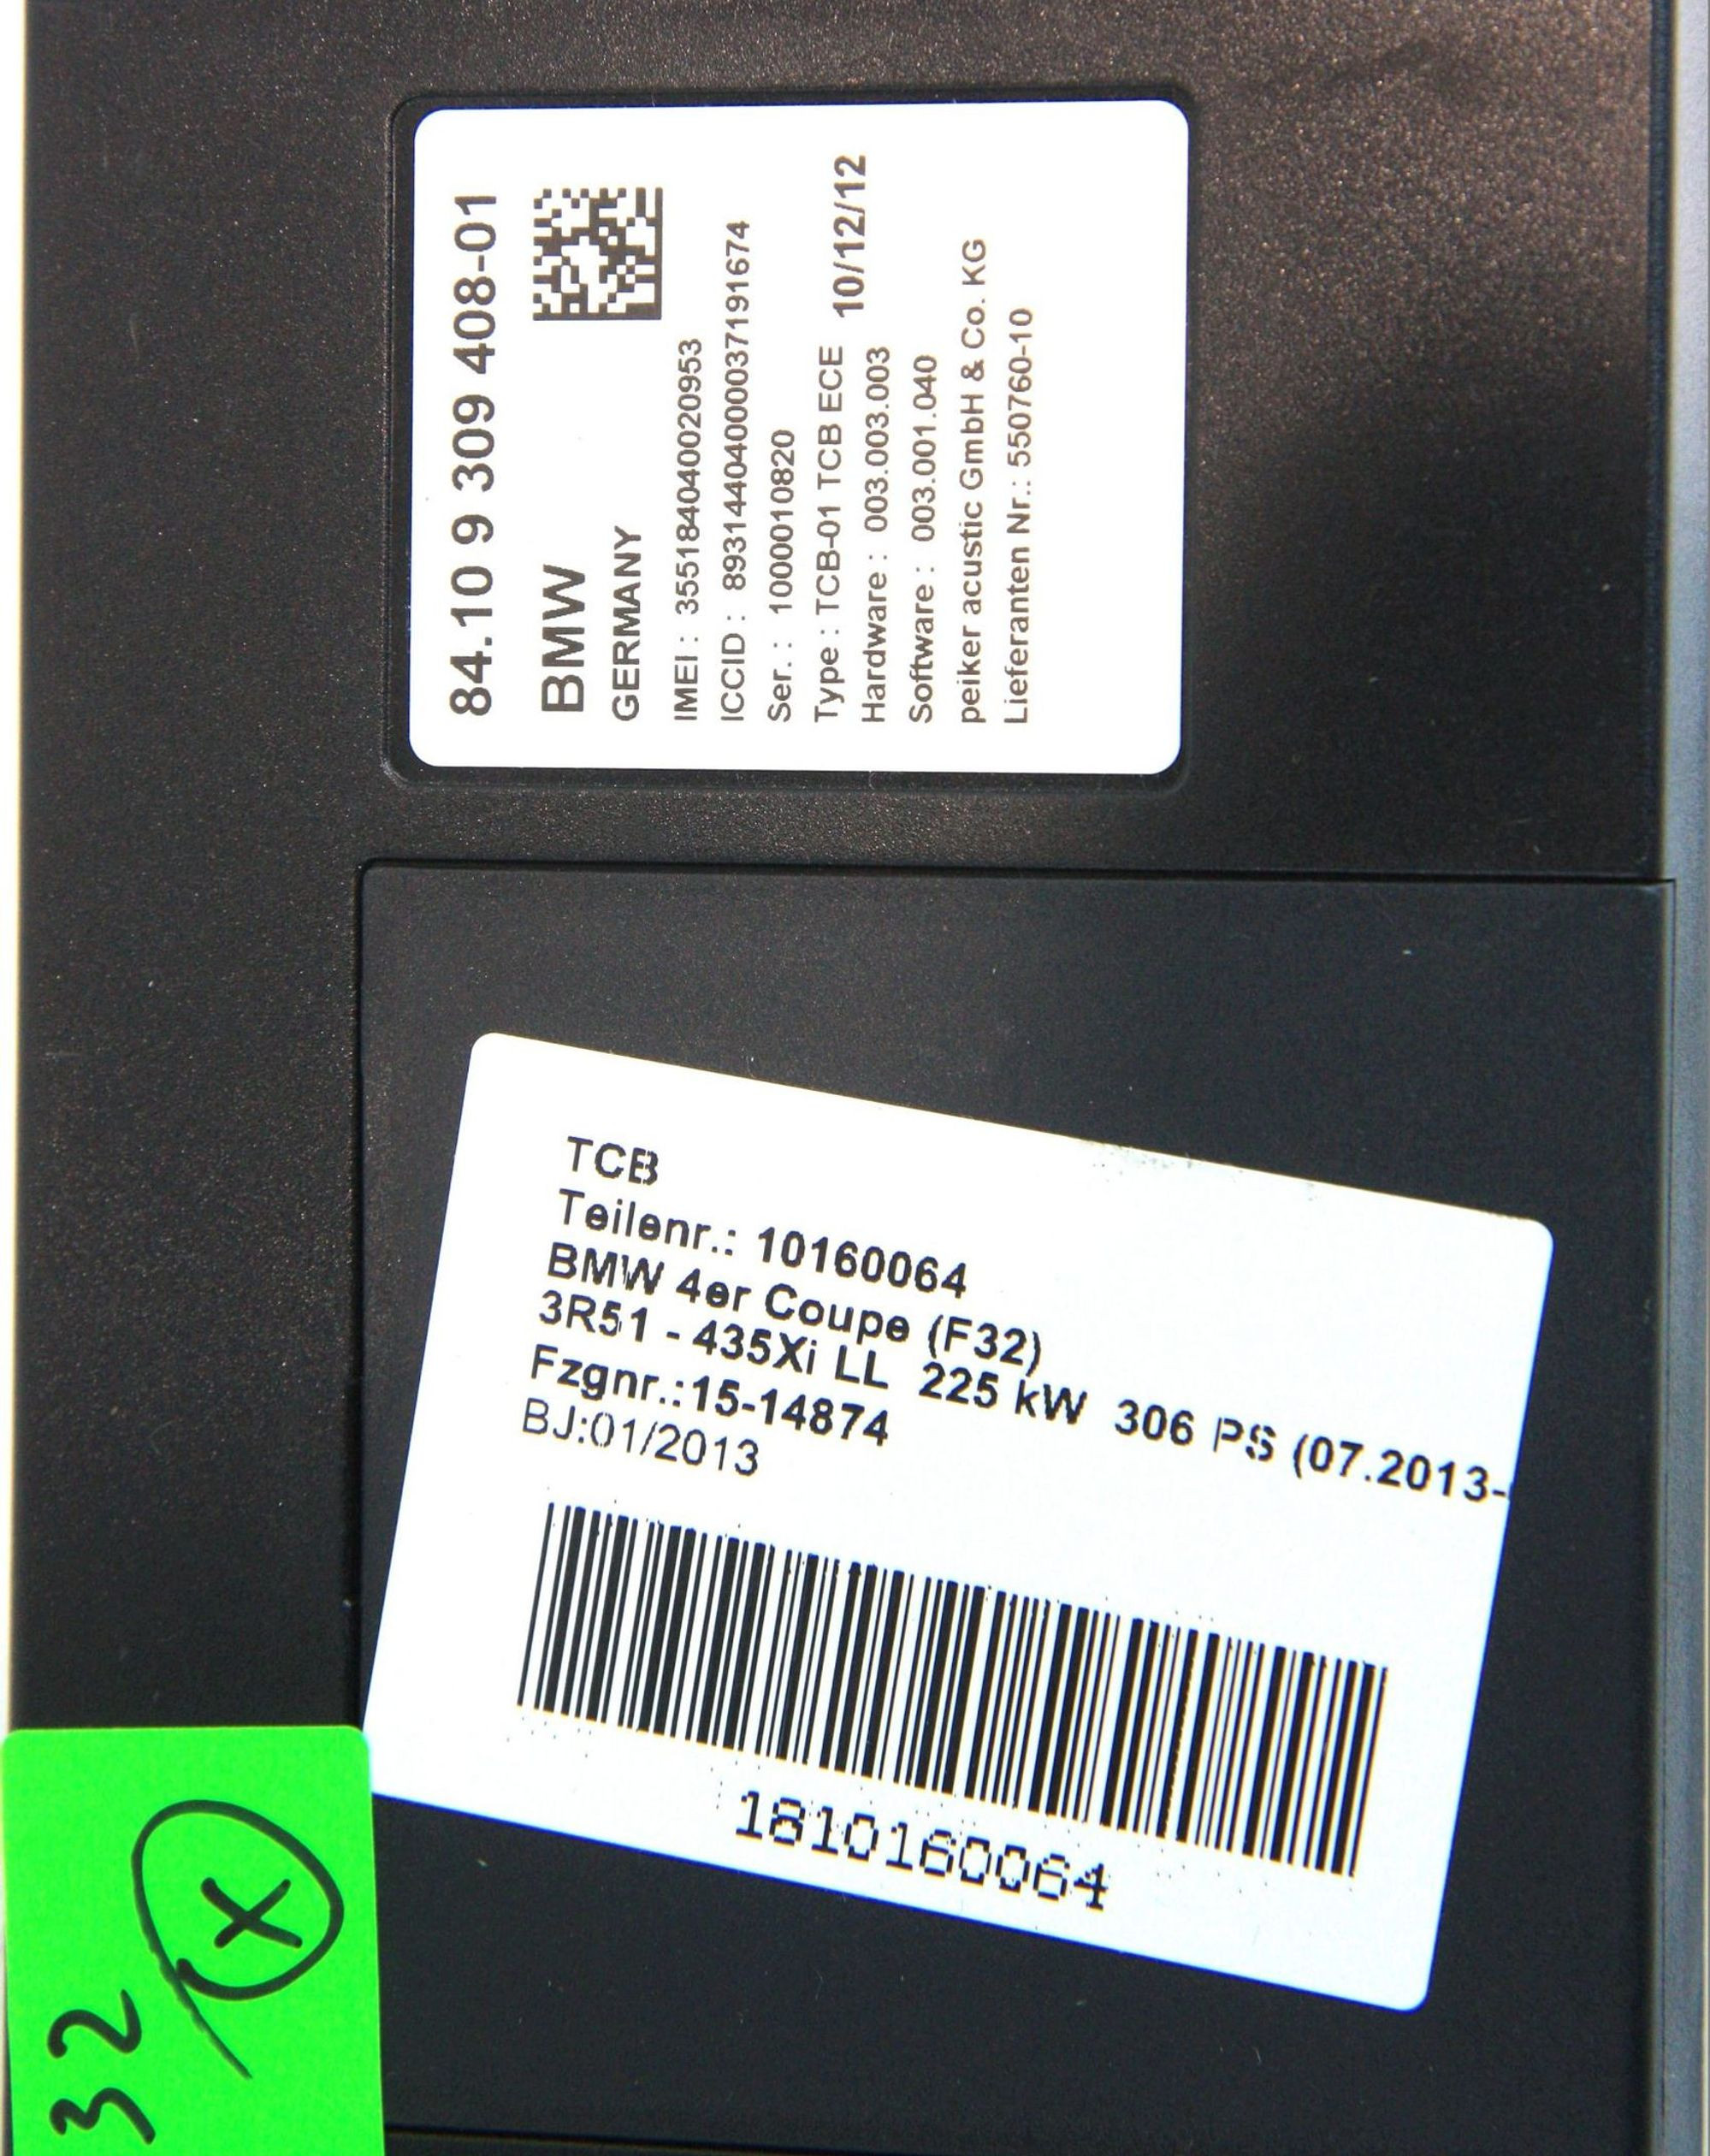 84.10 9 309 408-01
BMW
GERMANY
IMEI : 355184040020953
ICCID : 89314404000037191674
Ser. : 1000010820
Type : TCB-01 TCB ECE 10/12/12
Hardware : 003.003.003
Software : 003.001.040
peiker acustic GmbH & Co. KG
Lieferanten Nr.: 550760-10
TCB
Teilenr.: 10160064
BMW 4er Coupe (F32)
3R51 - 435Xi LL 225 kW 306 PS (07.2013-
Fzgnr.:15-14874
BJ:01/2013
1810160064
32 X